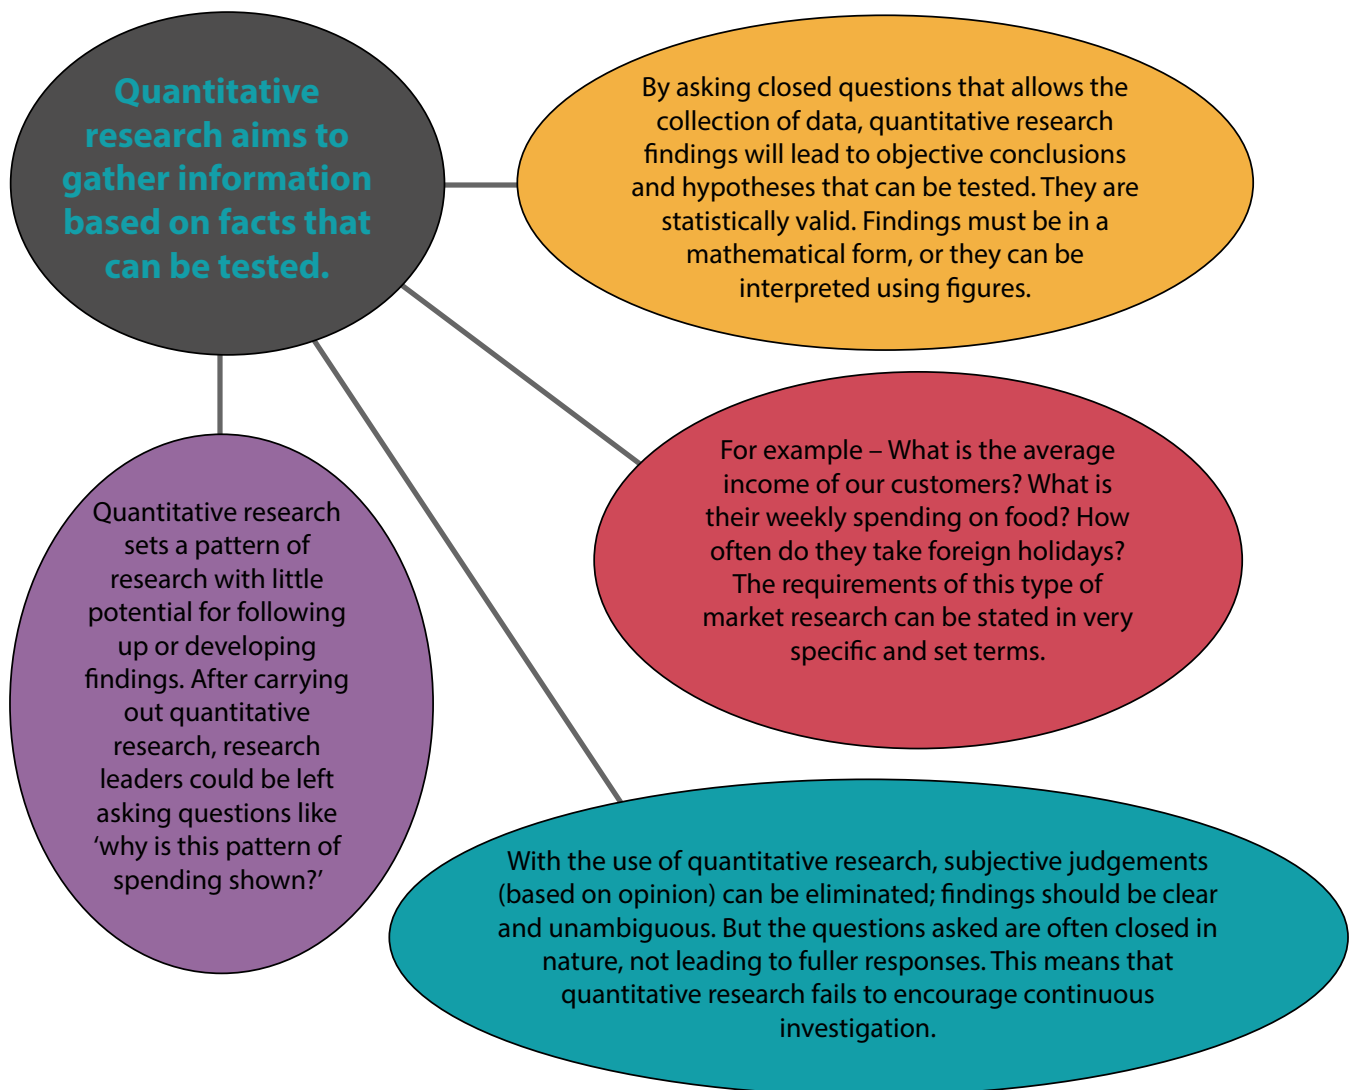 Quantitative
research aims to
gather information
based on facts that
can be tested.
By asking closed questions that allows the
collection of data, quantitative research
findings will lead to objective conclusions
and hypotheses that can be tested. They are
statistically valid. Findings must be in a
mathematical form, or they can be
interpreted using figures.
For example – What is the average
income of our customers? What is
their weekly spending on food? How
often do they take foreign holidays?
The requirements of this type of
market research can be stated in very
specific and set terms.
Quantitative research
sets a pattern of
research with little
potential for following
up or developing
findings. After carrying
out quantitative
research, research
leaders could be left
asking questions like
‘why is this pattern of
spending shown?’
With the use of quantitative research, subjective judgements
(based on opinion) can be eliminated; findings should be clear
and unambiguous. But the questions asked are often closed in
nature, not leading to fuller responses. This means that
quantitative research fails to encourage continuous
investigation.